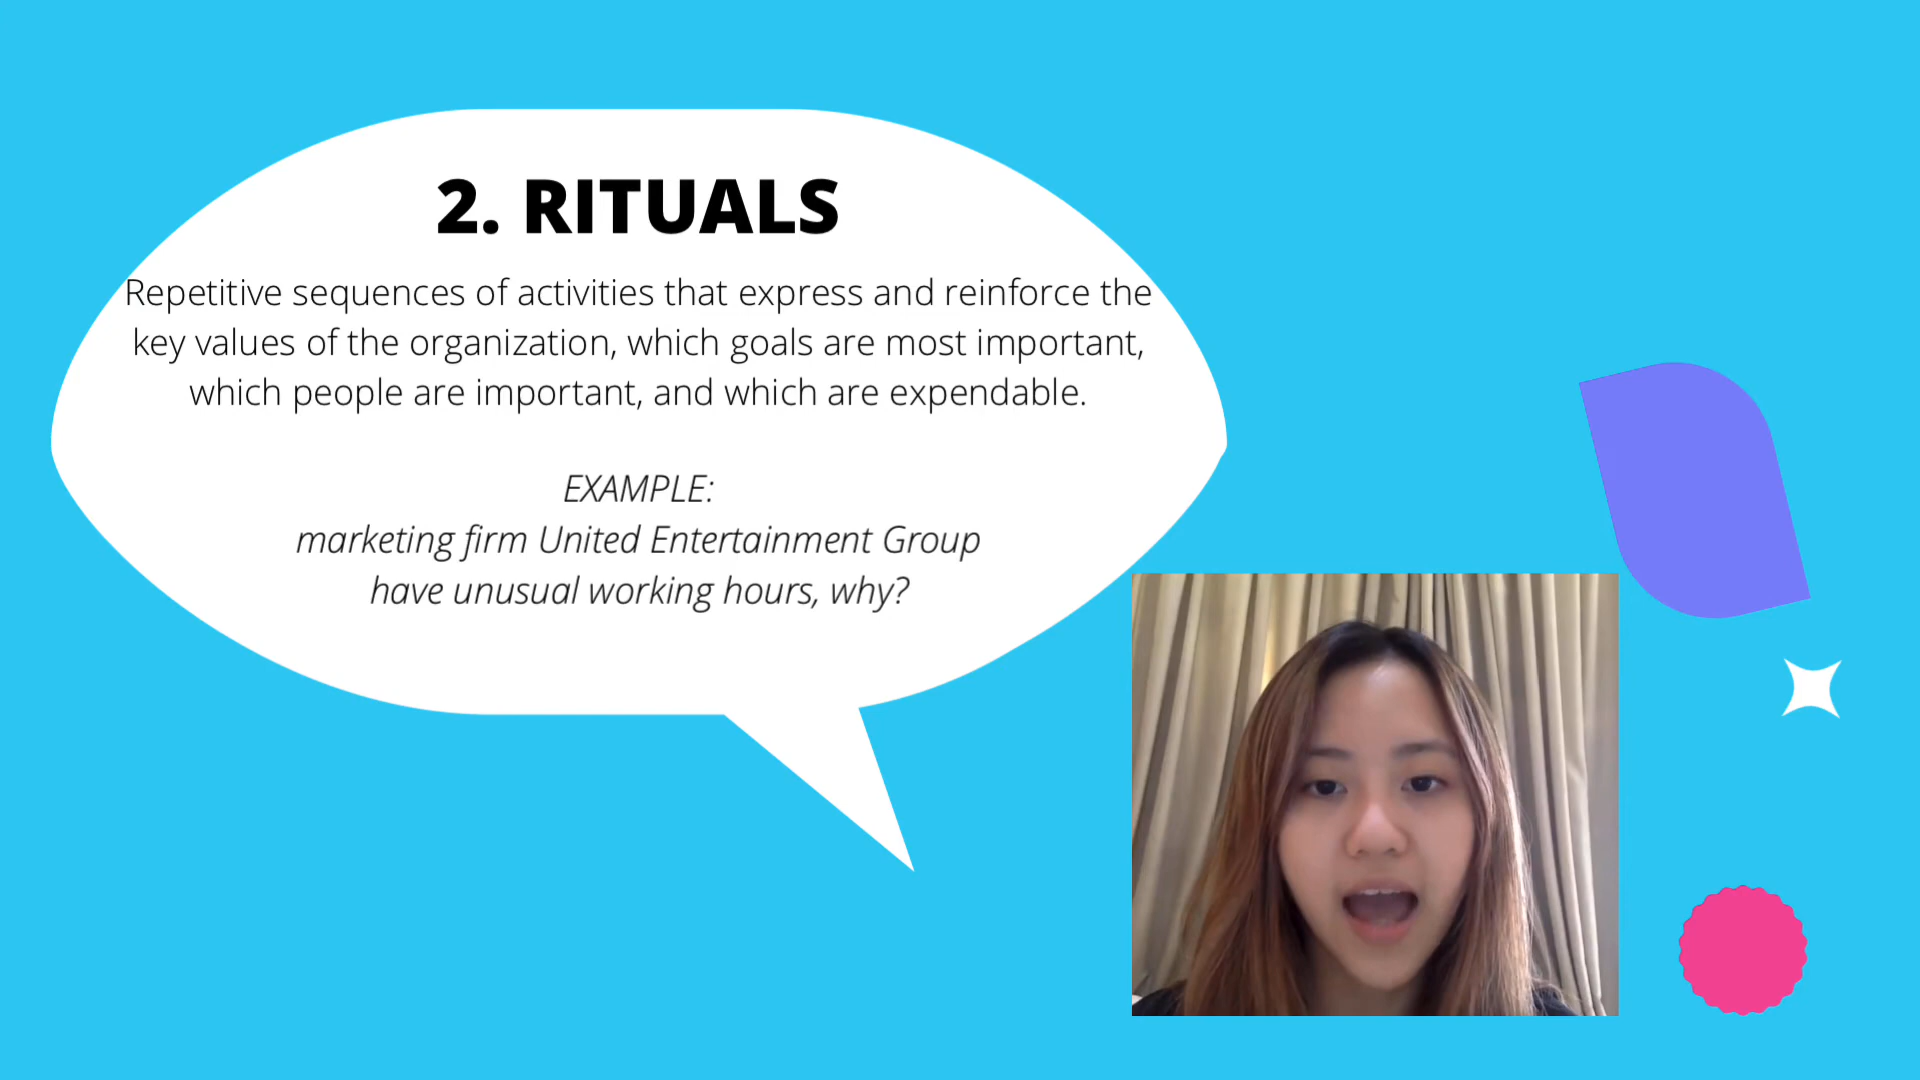 2. RITUALS
Repetitive sequences of activities that express and reinforce the
key values of the organization, which goals are most important,
which people are important, and which are expendable.
EXAMPLE:
marketing firm United Entertainment Group
have unusual working hours, why?